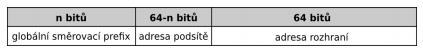 n bitů 64-n bitů 64 bitů
globální směrovací prefix adresa podsítě adresa rozhraní